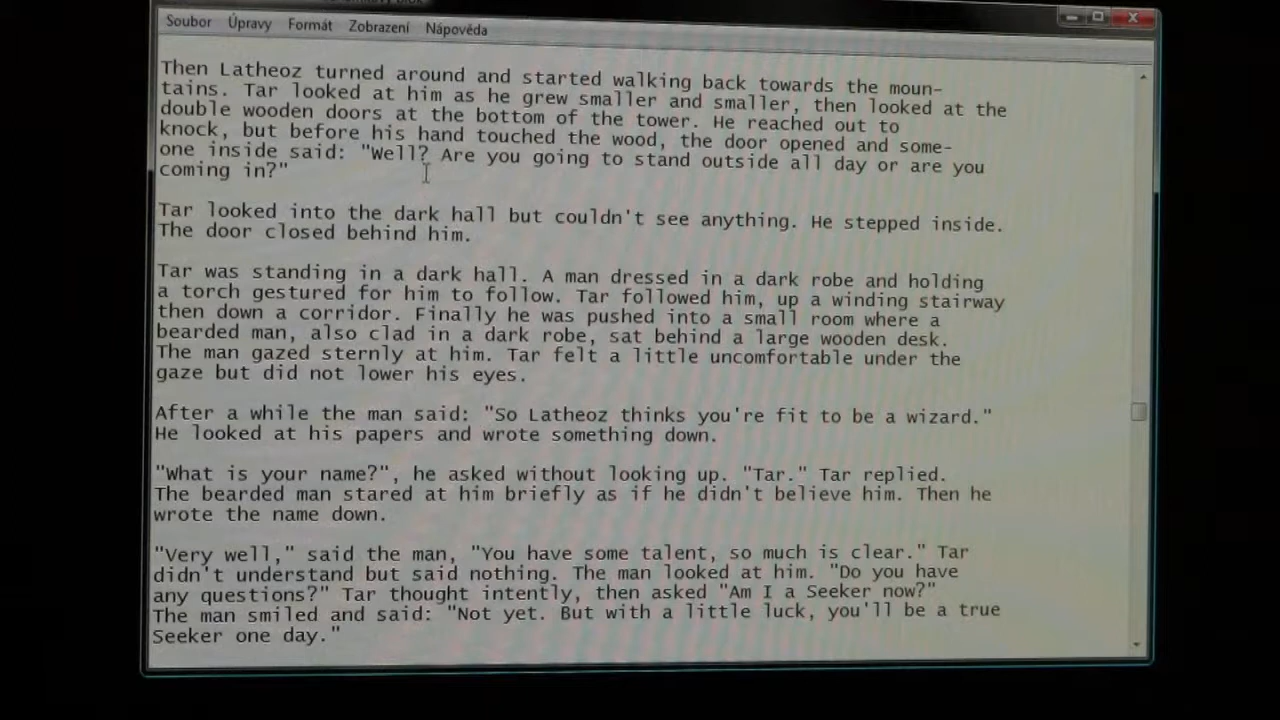 Soubor Úpravy Formát Zobrazení Nápověda
Then Latheoz turned around and started walking back towards the moun-
tains. Tar looked at him as he grew smaller and smaller, then looked at the
double wooden doors at the bottom of the tower. He reached out to
knock, but before his hand touched the wood, the door opened and some-
one inside said: "Well? Are you going to stand outside all day or are you
coming in?"
Tar looked into the dark hall but couldn't see anything. He stepped inside.
The door closed behind him.
Tar was standing in a dark hall. A man dressed in a dark robe and holding
a torch gestured for him to follow. Tar followed him, up a winding stairway
then down a corridor. Finally he was pushed into a small room where a
bearded man, also clad in a dark robe, sat behind a large wooden desk.
The man gazed sternly at him. Tar felt a little uncomfortable under the
gaze but did not lower his eyes.
After a while the man said: "So Latheoz thinks you're fit to be a wizard."
He looked at his papers and wrote something down.
"What is your name?", he asked without looking up. "Tar." Tar replied.
The bearded man stared at him briefly as if he didn't believe him. Then he
wrote the name down.
"Very well," said the man, "You have some talent, so much is clear." Tar
didn't understand but said nothing. The man looked at him. "Do you have
any questions?" Tar thought intently, then asked "Am I a Seeker now?"
The man smiled and said: "Not yet. But with a little luck, you'll be a true
Seeker one day."